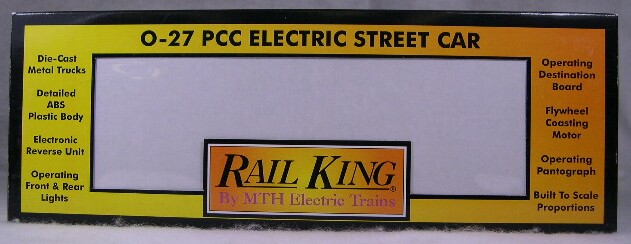 O-27 PCC ELECTRIC STREET CAR
Die-Cast
Metal Trucks
Detailed
ABS
Plastic Body
Electronic
Reverse Unit
Operating
Front & Rear
Lights
Operating
Destination
Board
Flywheel
Coasting
Motor
Operating
Pantograph
Built To Scale
Proportions
RAIL KING®
By MTH Electric Trains